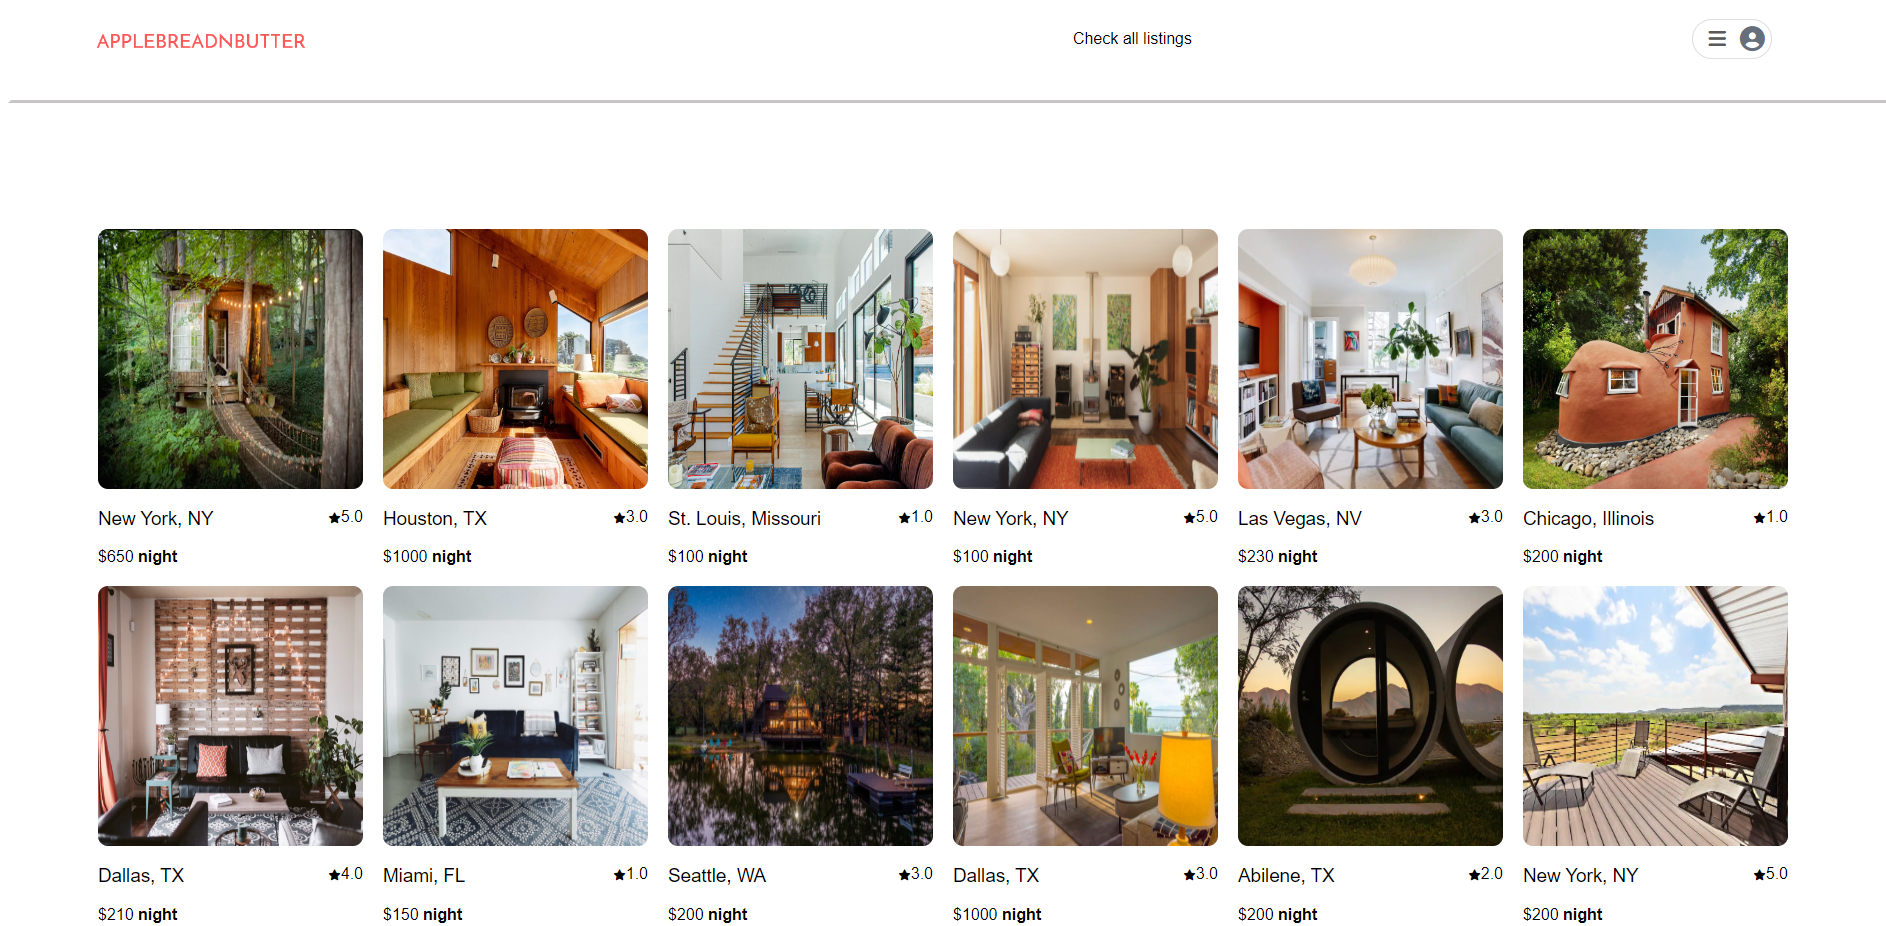 APPLEBREADNBUTTER
Check all listings
New York, NY 5.0
$650 night
Houston, TX 3.0
$1000 night
St. Louis, Missouri 1.0
$100 night
New York, NY 5.0
$100 night
Las Vegas, NV 3.0
$230 night
Chicago, Illinois 1.0
$200 night
Dallas, TX 4.0
$210 night
Miami, FL 1.0
$150 night
Seattle, WA 3.0
$200 night
Dallas, TX 3.0
$1000 night
Abilene, TX 2.0
$200 night
New York, NY 5.0
$200 night